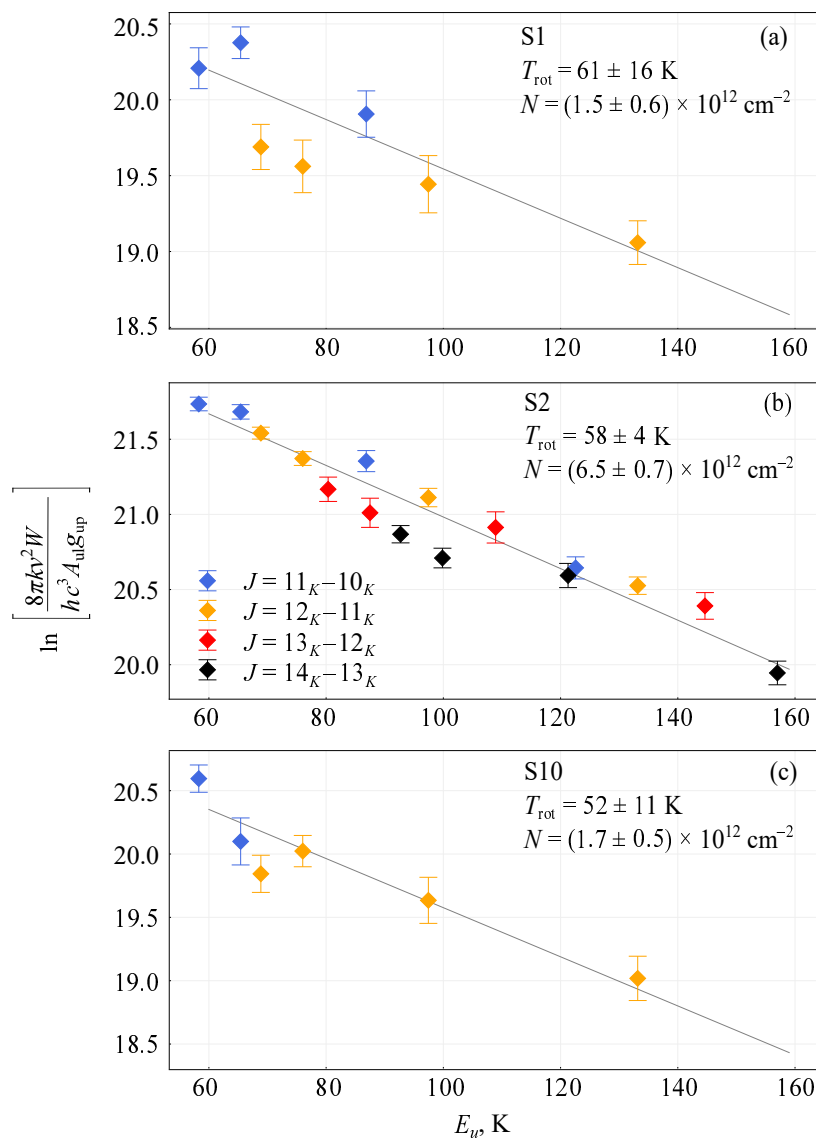 20.5
20.0
19.5
19.0
18.5
S1
(a)
T_rot = 61 ± 16 K
N = (1.5 ± 0.6) × 10^12 cm^−2
60 80 100 120 140 160
21.5
21.0
20.5
20.0
S2
(b)
T_rot = 58 ± 4 K
N = (6.5 ± 0.7) × 10^12 cm^−2
J = 11_K–10_K
J = 12_K–11_K
J = 13_K–12_K
J = 14_K–13_K
60 80 100 120 140 160
ln [8πkν^2W / hc^3A_ul g_up]
20.5
20.0
19.5
19.0
18.5
S10
(c)
T_rot = 52 ± 11 K
N = (1.7 ± 0.5) × 10^12 cm^−2
60 80 100 120 140 160
E_u, K